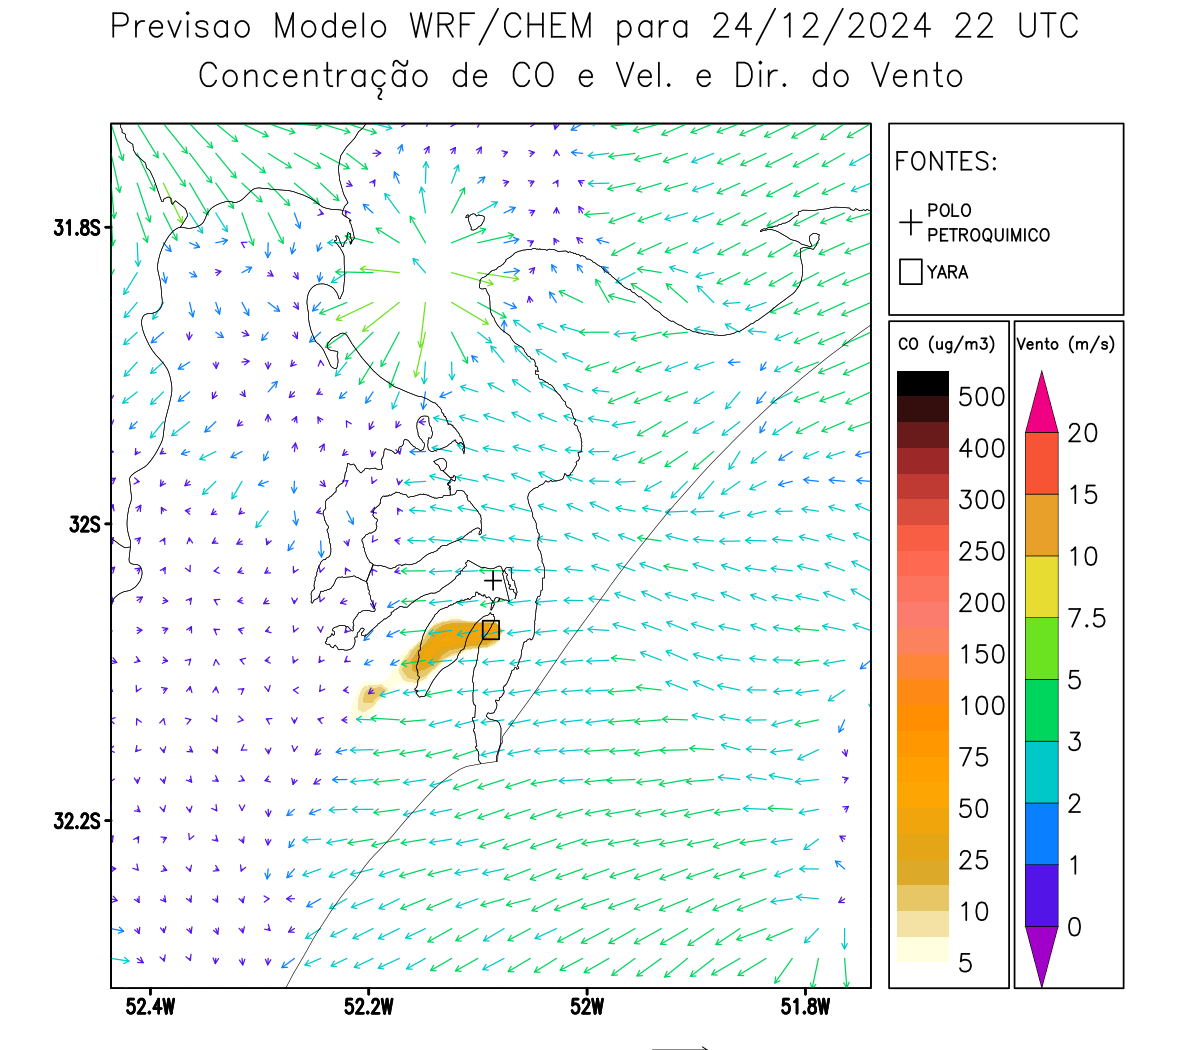 Previsao Modelo WRF/CHEM para 24/12/2024 22 UTC
Concentração de CO e Vel. e Dir. do Vento
FONTES:
POLO
PETROQUIMICO
YARA
CO (ug/m3)
500
400
300
250
200
150
100
75
50
25
10
5
Vento (m/s)
20
15
10
7.5
5
3
2
1
0
31.8S
32S
32.2S
52.4W
52.2W
52W
51.8W